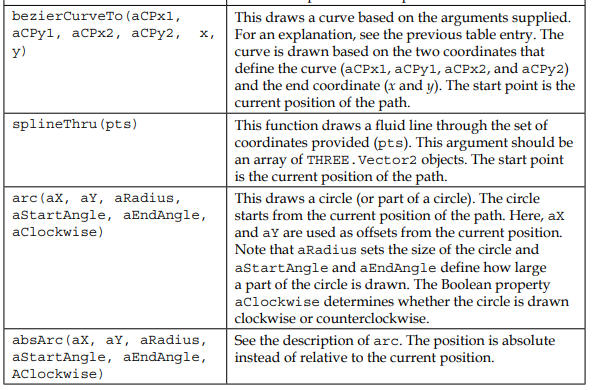 bezierCurveTo(aCPx1,
aCPy1, aCPx2, aCPy2, x,
y)
This draws a curve based on the arguments supplied.
For an explanation, see the previous table entry. The
curve is drawn based on the two coordinates that
define the curve (aCPx1, aCPy1, aCPx2, and aCPy2)
and the end coordinate (x and y). The start point is the
current position of the path.
splineThru(pts)
This function draws a fluid line through the set of
coordinates provided (pts). This argument should be
an array of THREE.Vector2 objects. The start point
is the current position of the path.
arc(aX, aY, aRadius,
aStartAngle, aEndAngle,
aClockwise)
This draws a circle (or part of a circle). The circle
starts from the current position of the path. Here, aX
and aY are used as offsets from the current position.
Note that aRadius sets the size of the circle and
aStartAngle and aEndAngle define how large
a part of the circle is drawn. The Boolean property
aClockwise determines whether the circle is drawn
clockwise or counterclockwise.
absArc(aX, aY, aRadius,
aStartAngle, aEndAngle,
AClockwise)
See the description of arc. The position is absolute
instead of relative to the current position.